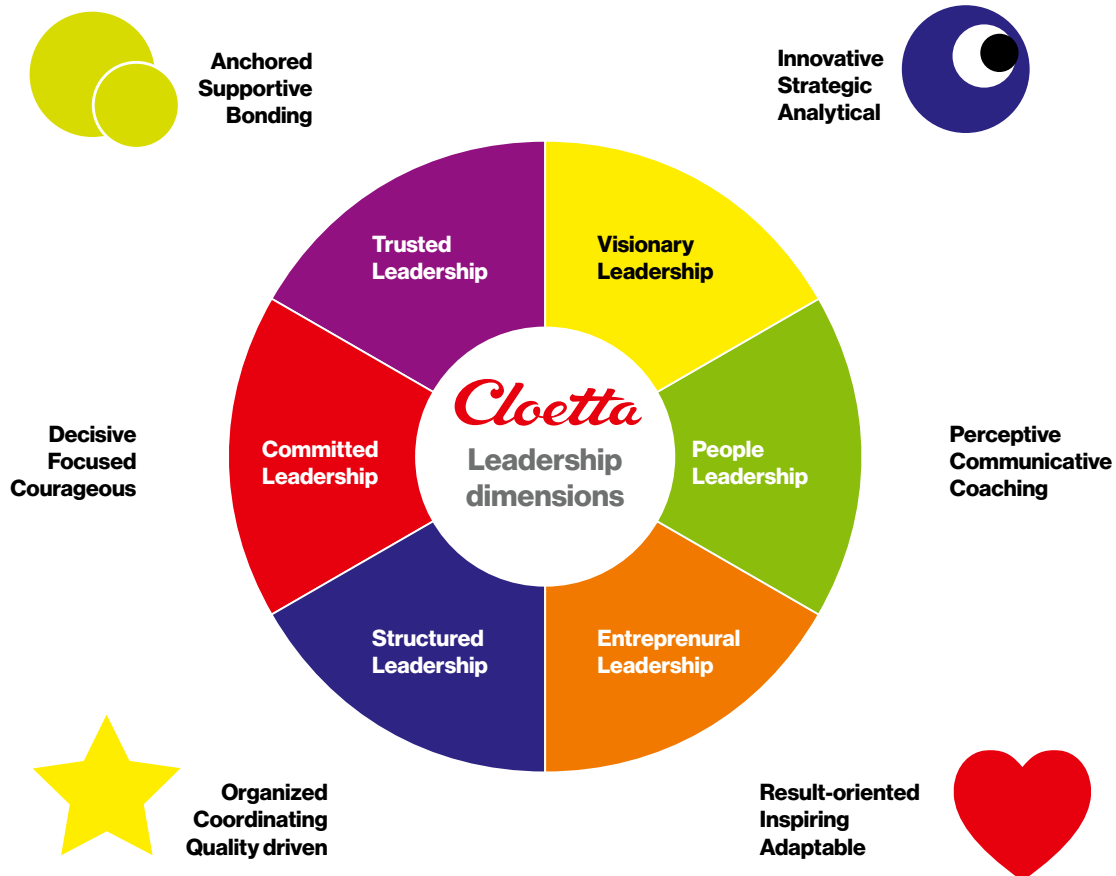 Anchored
Supportive
Bonding
Innovative
Strategic
Analytical
Trusted
Leadership
Visionary
Leadership
Cloetta
Leadership
dimensions
Decisive
Focused
Courageous
Committed
Leadership
People
Leadership
Perceptive
Communicative
Coaching
Structured
Leadership
Entreprenural
Leadership
Organized
Coordinating
Quality driven
Result-oriented
Inspiring
Adaptable